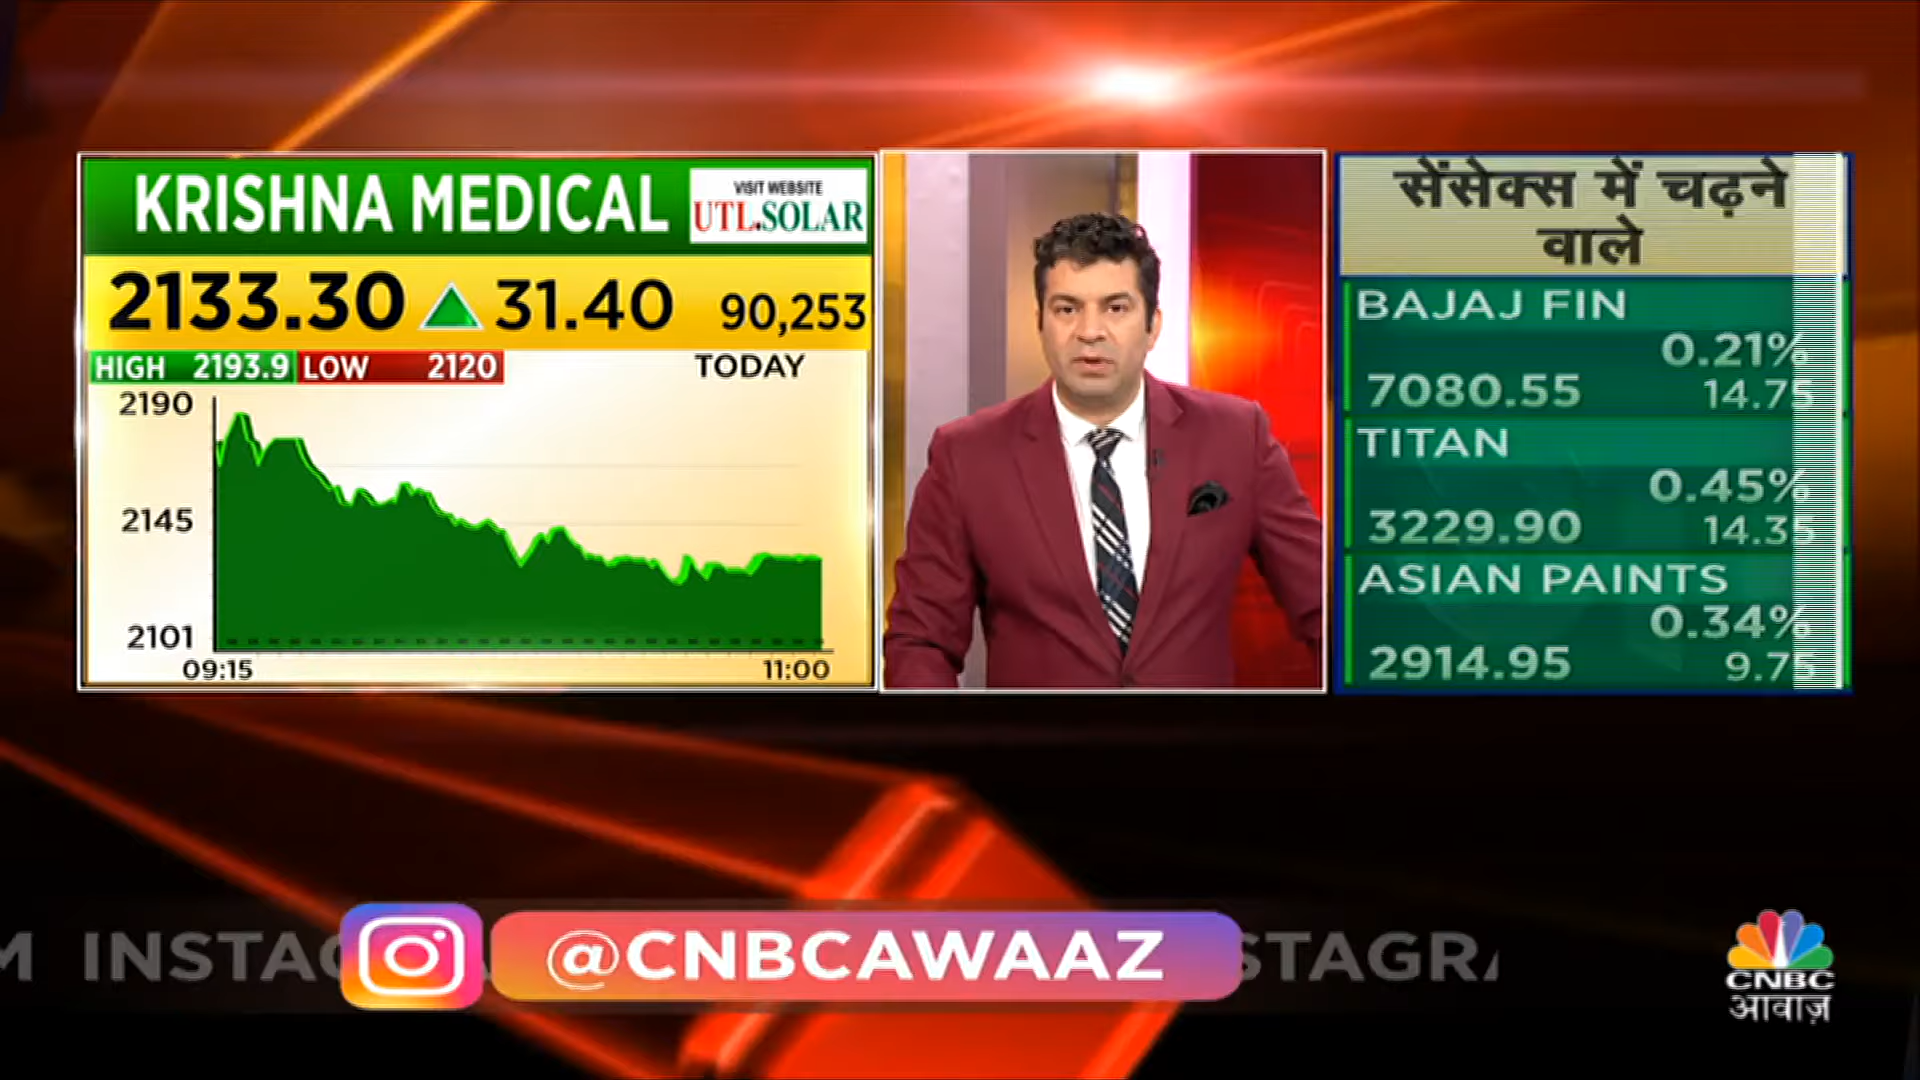 KRISHNA MEDICAL
VISIT WEBSITE
UTL.SOLAR
2133.30 31.40 90,253
HIGH 2193.9 LOW 2120 TODAY
2190
2145
2101
09:15 11:00
सेंसेक्स में चढ़ने
वाले
BAJAJ FIN
0.21%
7080.55 14.75
TITAN
0.45%
3229.90 14.35
ASIAN PAINTS
0.34%
2914.95 9.75
@CNBCAWAAZ
CNBC
आवाज़